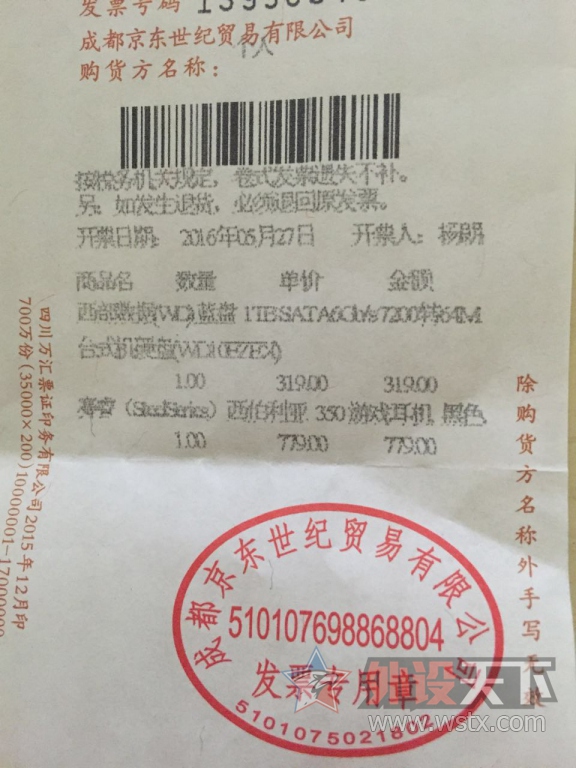 发票号码
成都京东世纪贸易有限公司
个人
购货方名称：
按税务机关规定，卷式发票遗失不补。
另：如发生退货，必须退回原发票。
开票日期： 2016年05月27日 开票人：杨朗
商品名 数量 单价 金额
西部数据(WD)蓝盘 1TB SATA6Gb/s 7200转64M
台式机硬盘(WD10EZEX)
1.00 319.00 319.00
赛睿（SteelSeries）西伯利亚 350 游戏耳机 黑色
1.00 779.00 779.00
除购货方名称外手写无效
四川万汇票证印务有限公司2015年12月印
700万份(35000×200)10000001-17000000
成都京东世纪贸易有限公司
510107698868804
发票专用章
5101075021802
外设天下
www.wstx.com